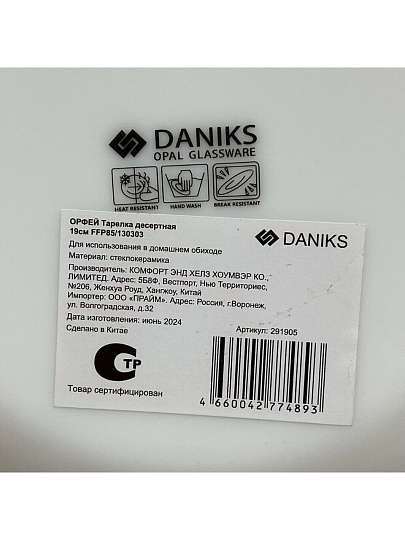 DANIKS
OPAL GLASSWARE
HEAT RESISTANT
HAND WASH
BREAK RESISTANT
ОРФЕЙ Тарелка десертная
19см FFP85/130303
DANIKS
Для использования в домашнем обиходе
Материал: стеклокерамика
Производитель: КОМФОРТ ЭНД ХЕЛЗ ХОУМВЭР КО.,
ЛИМИТЕД. Адрес: 5Б8Ф, Вестпорт, Нью Территориес,
№206, Женхуа Роуд, Ханчжоу, Китай
Импортер: ООО «ПРАЙМ». Адрес: Россия, г.Воронеж,
ул. Волгоградская, д.32
Дата изготовления: июнь 2024
Сделано в Китае
Артикул: 291905
СТР
Товар сертифицирован
4 660042 774893